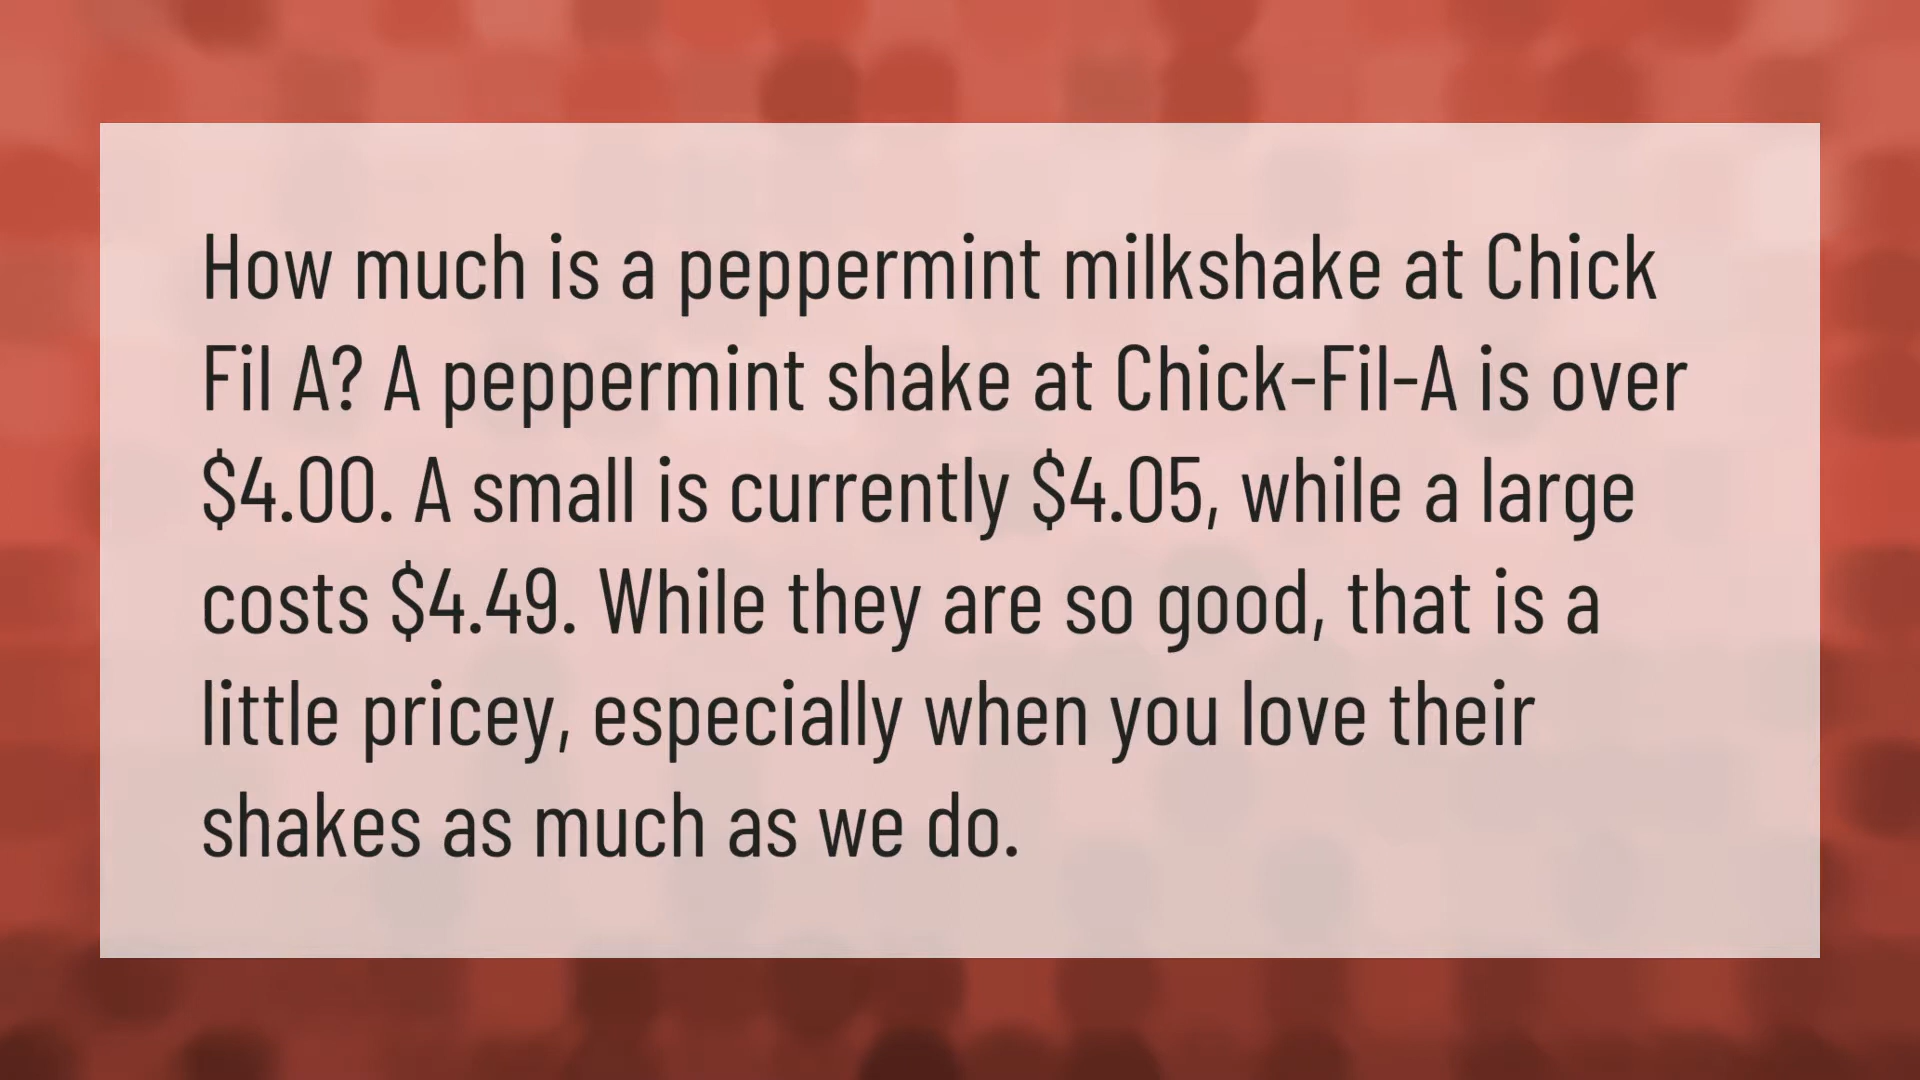 How much is a peppermint milkshake at Chick
Fil A? A peppermint shake at Chick-Fil-A is over
$4.00. A small is currently $4.05, while a large
costs $4.49. While they are so good, that is a
little pricey, especially when you love their
shakes as much as we do.